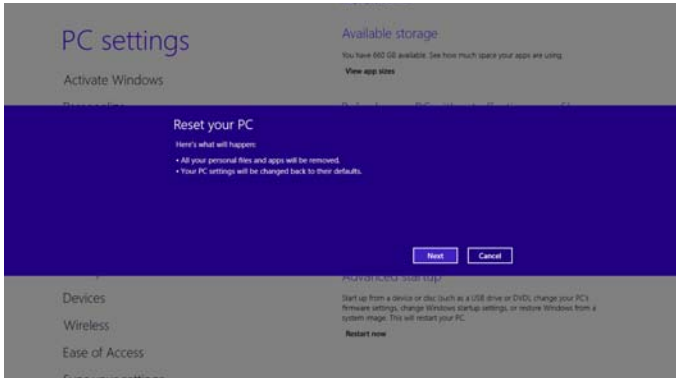 PC settings
Activate Windows
Available storage
You have 660 GB available. See how much space your apps are using.
View app sizes
Reset your PC
Here's what will happen:
• All your personal files and apps will be removed.
• Your PC settings will be changed back to their defaults.
Next
Cancel
Devices
Wireless
Ease of Access
Advanced startup
Start up from a device or disc (such as a USB drive or DVD), change your PC's
firmware settings, change Windows startup settings, or restore Windows from a
system image. This will restart your PC.
Restart now